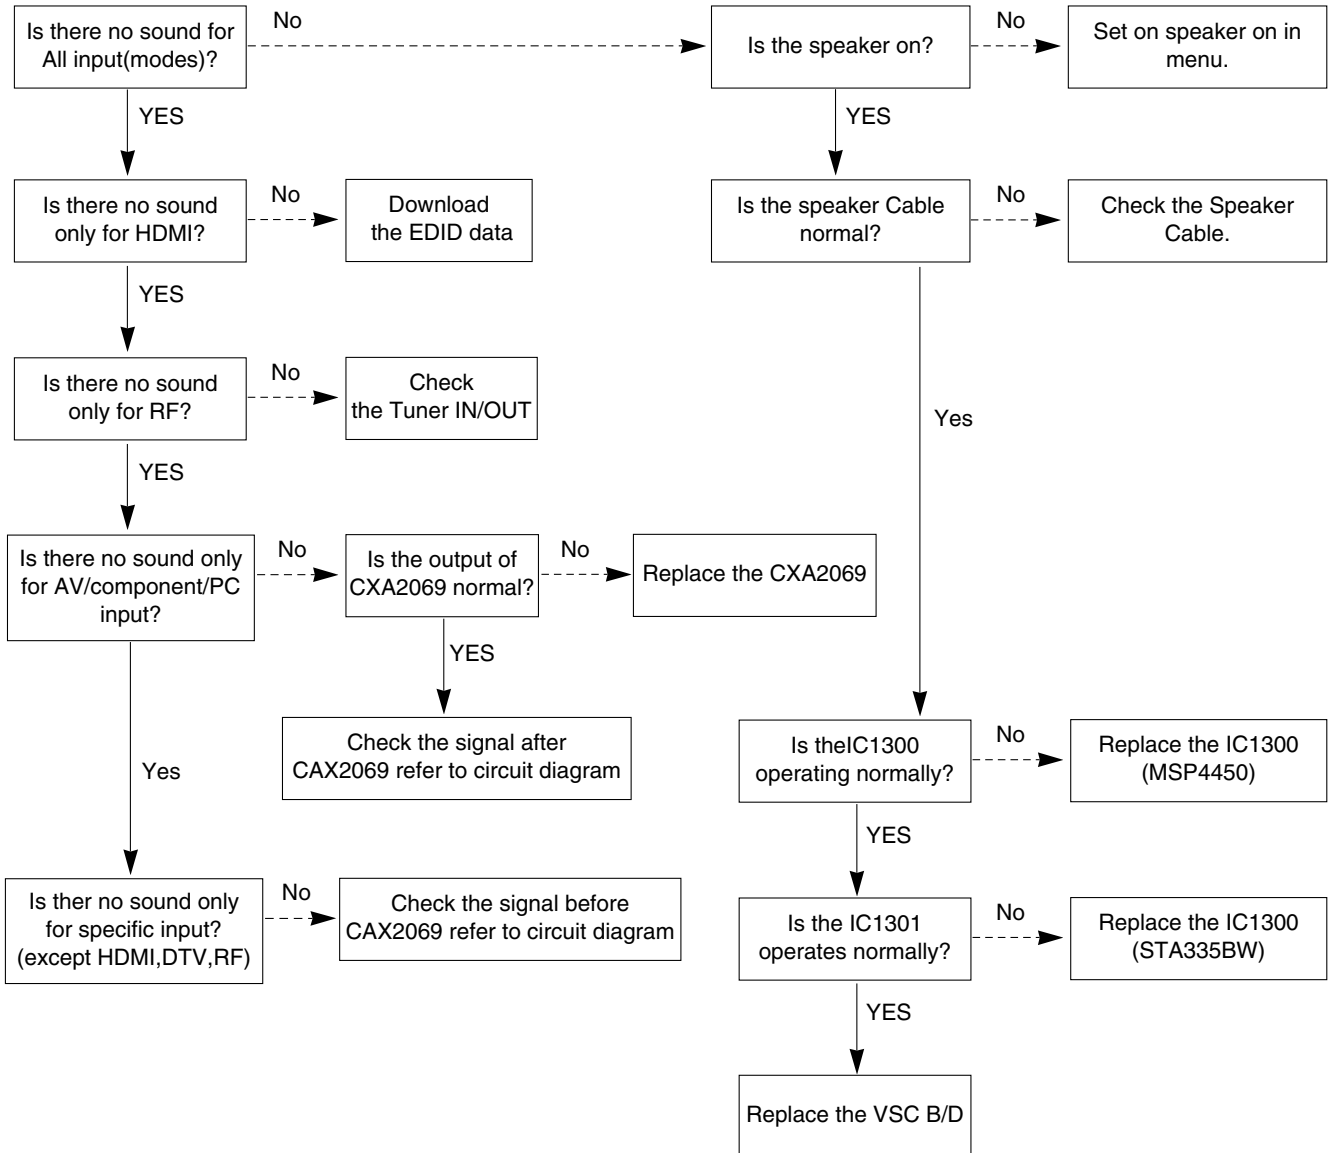 Is there no sound for
All input(modes)?
No
Is the speaker on?
No
Set on speaker on in
menu.
YES
YES
Is there no sound
only for HDMI?
No
Download
the EDID data
Is the speaker Cable
normal?
No
Check the Speaker
Cable.
YES
Is there no sound
only for RF?
No
Check
the Tuner IN/OUT
Yes
YES
Is there no sound only
for AV/component/PC
input?
No
Is the output of
CXA2069 normal?
No
Replace the CXA2069
YES
Check the signal after
CAX2069 refer to circuit diagram
Yes
Is theIC1300
operating normally?
No
Replace the IC1300
(MSP4450)
YES
Is ther no sound only
for specific input?
(except HDMI,DTV,RF)
No
Check the signal before
CAX2069 refer to circuit diagram
Is the IC1301
operates normally?
No
Replace the IC1300
(STA335BW)
YES
Replace the VSC B/D